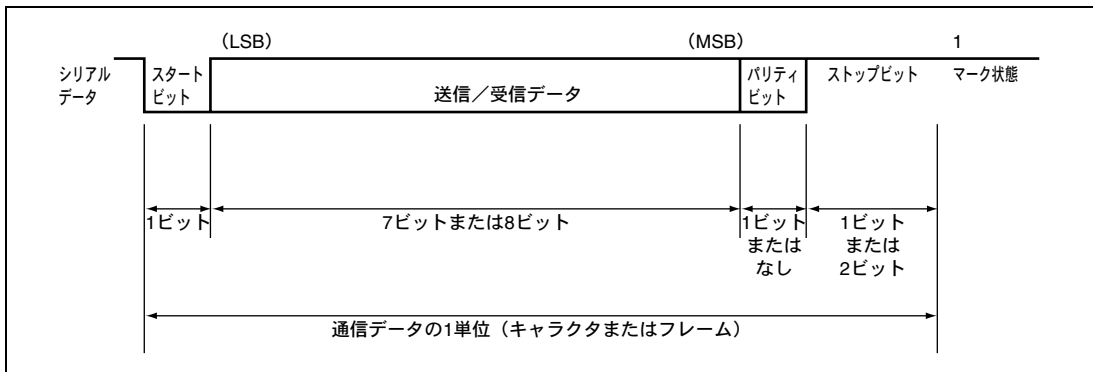 (LSB)
(MSB)
1
シリアル
データ
スタート
ビット
送信／受信データ
パリティ
ビット
ストップビット
マーク状態
1ビット
7ビットまたは8ビット
1ビット
または
なし
1ビット
または
2ビット
通信データの1単位（キャラクタまたはフレーム）